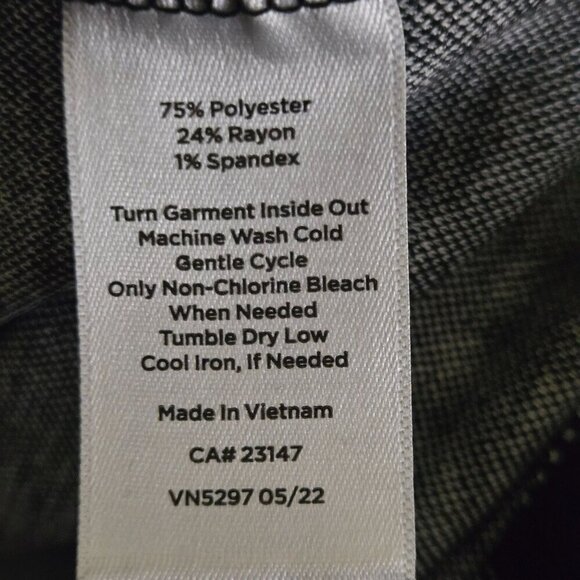 75% Polyester
24% Rayon
1% Spandex
Turn Garment Inside Out
Machine Wash Cold
Gentle Cycle
Only Non-Chlorine Bleach
When Needed
Tumble Dry Low
Cool Iron, If Needed
Made In Vietnam
CA# 23147
VN5297 05/22